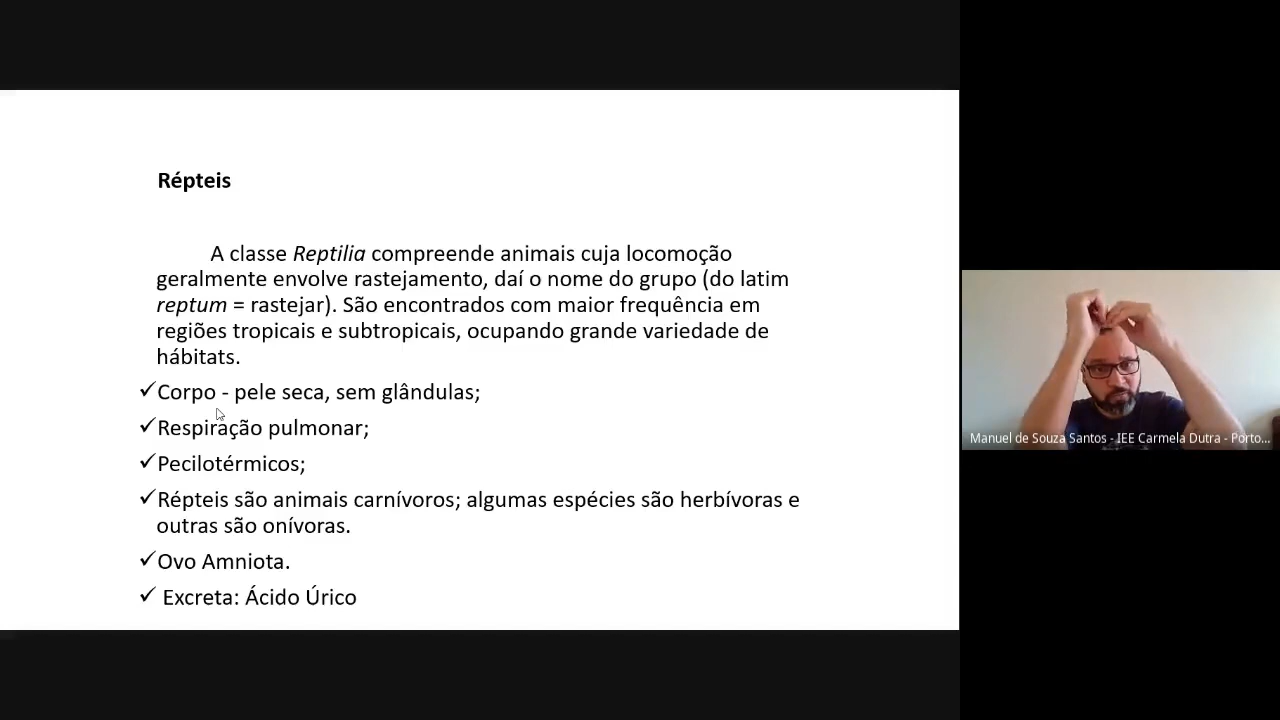 Répteis
A classe Reptilia compreende animais cuja locomoção
geralmente envolve rastejamento, daí o nome do grupo (do latim
reptum = rastejar). São encontrados com maior frequência em
regiões tropicais e subtropicais, ocupando grande variedade de
hábitats.
✓Corpo - pele seca, sem glândulas;
✓Respiração pulmonar;
✓Pecilotérmicos;
✓Répteis são animais carnívoros; algumas espécies são herbívoras e
outras são onívoras.
✓Ovo Amniota.
✓ Excreta: Ácido Úrico
Manuel de Souza Santos - IEE Carmela Dutra - Porto...